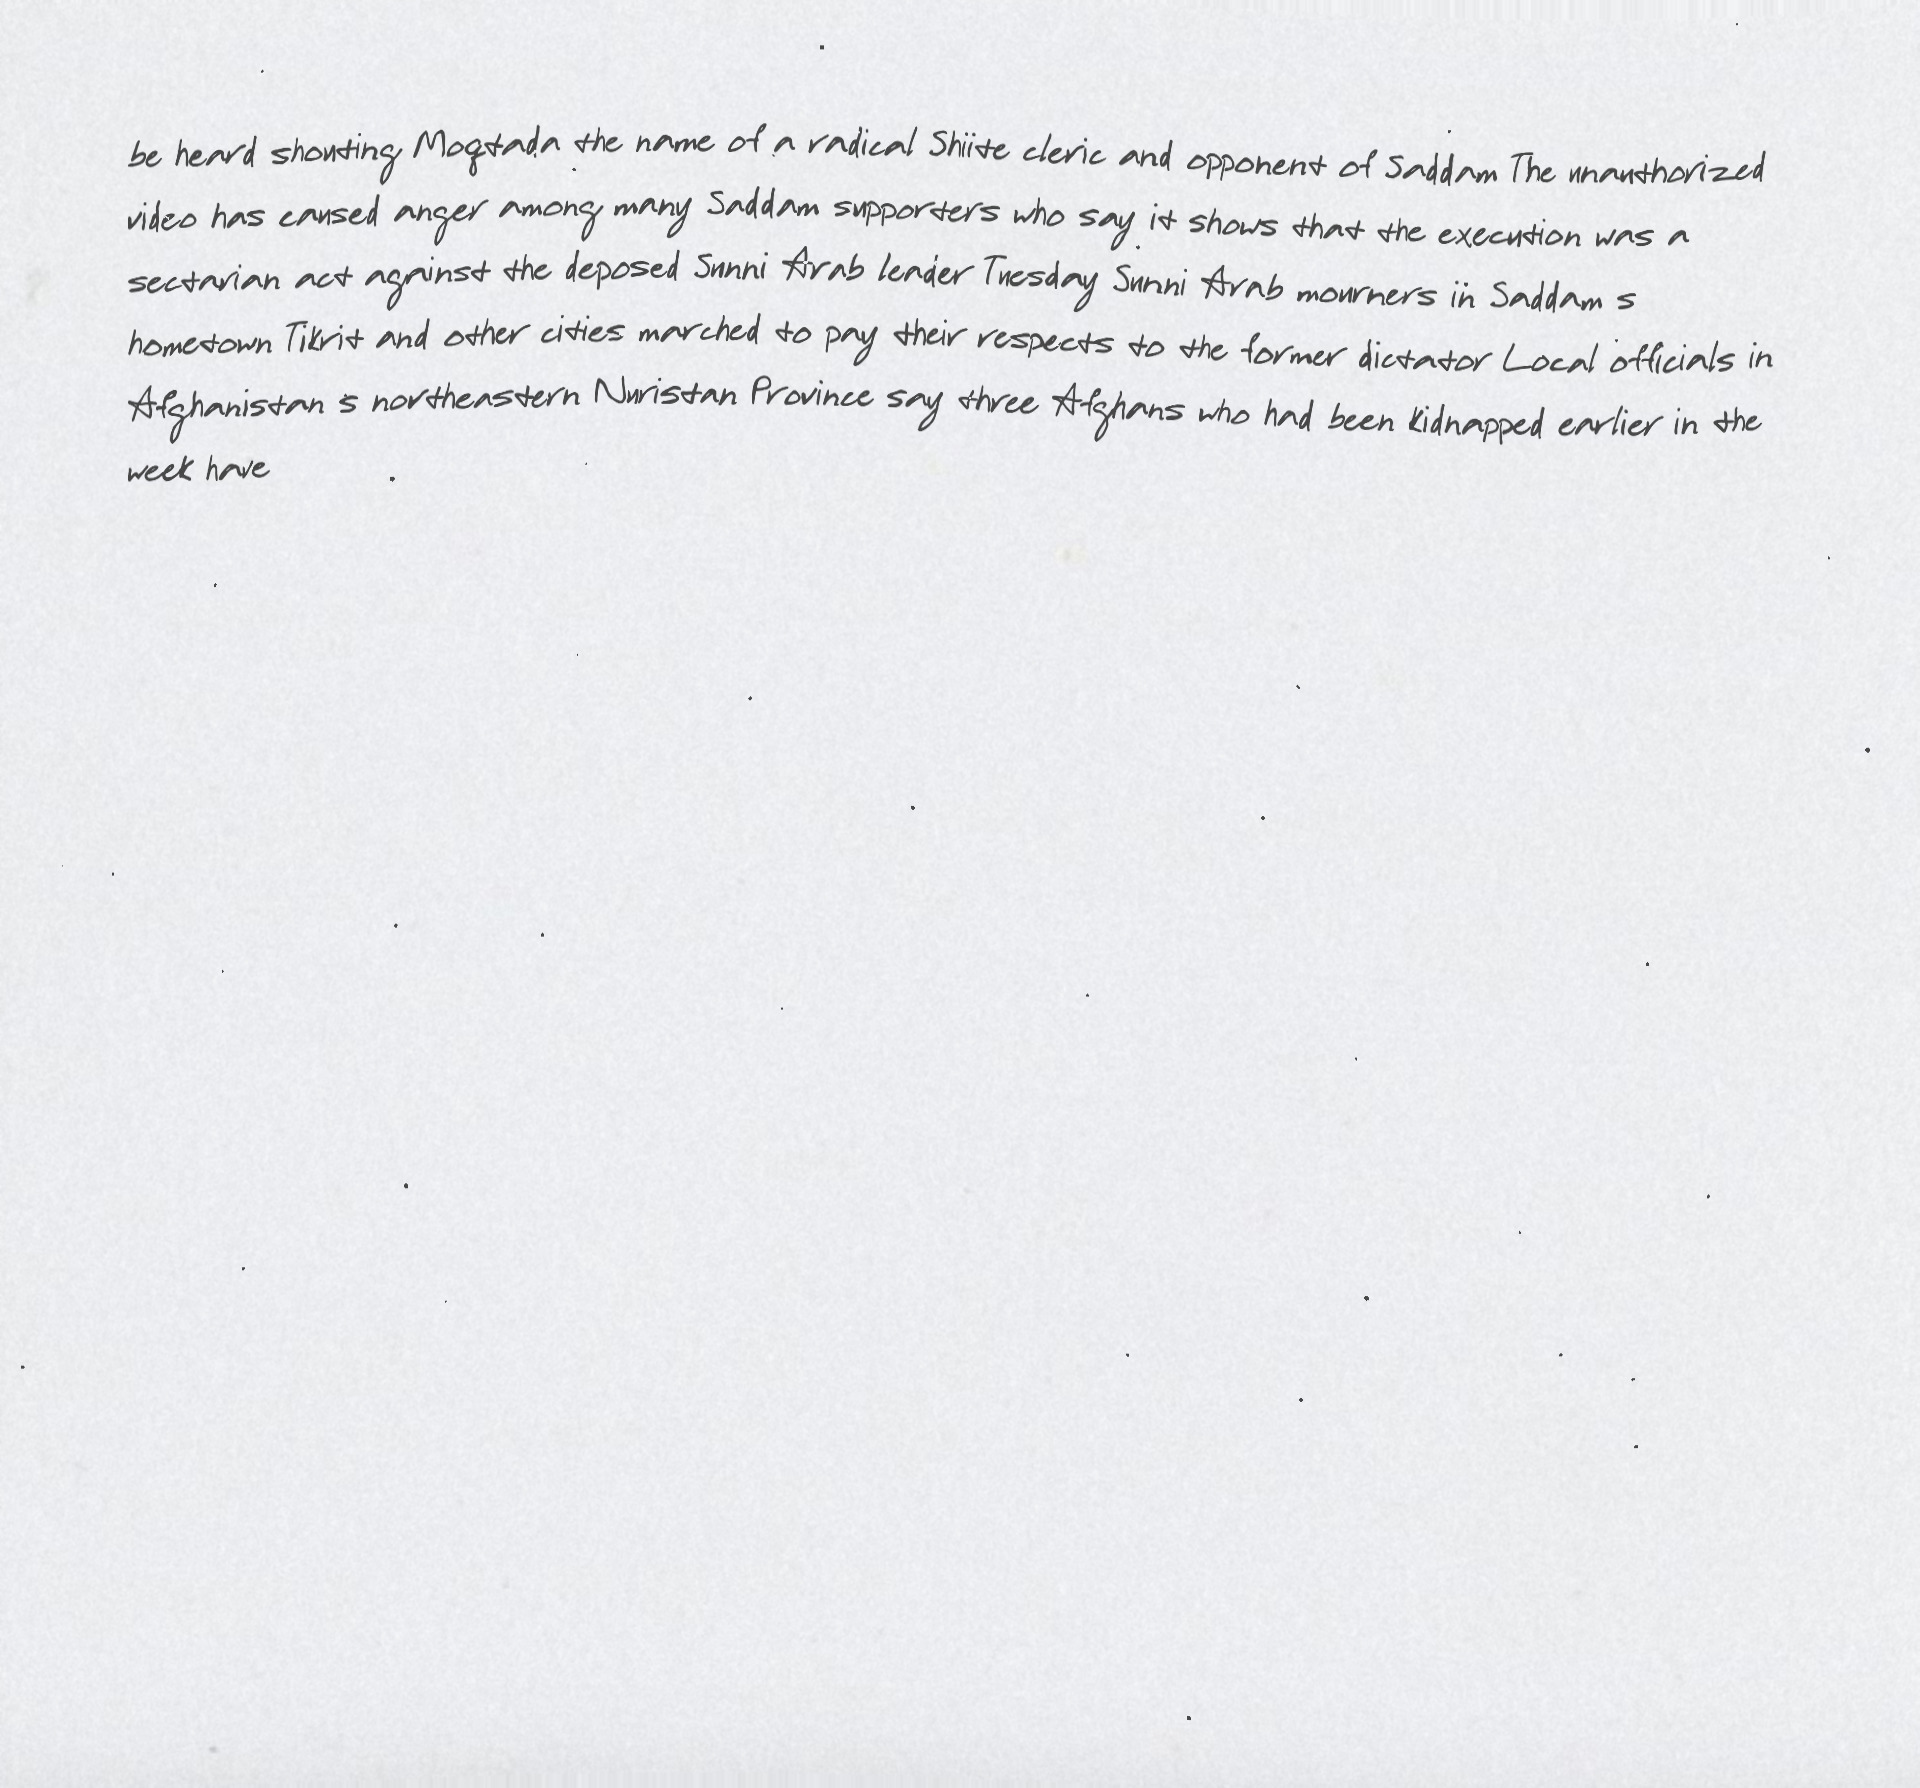 be heard shouting Moqtada the name of a radical Shiite cleric and opponent of Saddam The unauthorized
video has caused anger among many Saddam supporters who say it shows that the execution was a
sectarian act against the deposed Sunni Arab leader Tuesday Sunni Arab mourners in Saddam s
hometown Tikrit and other cities marched to pay their respects to the former dictator Local officials in
Afghanistan s northeastern Nuristan Province say three Afghans who had been kidnapped earlier in the
week have